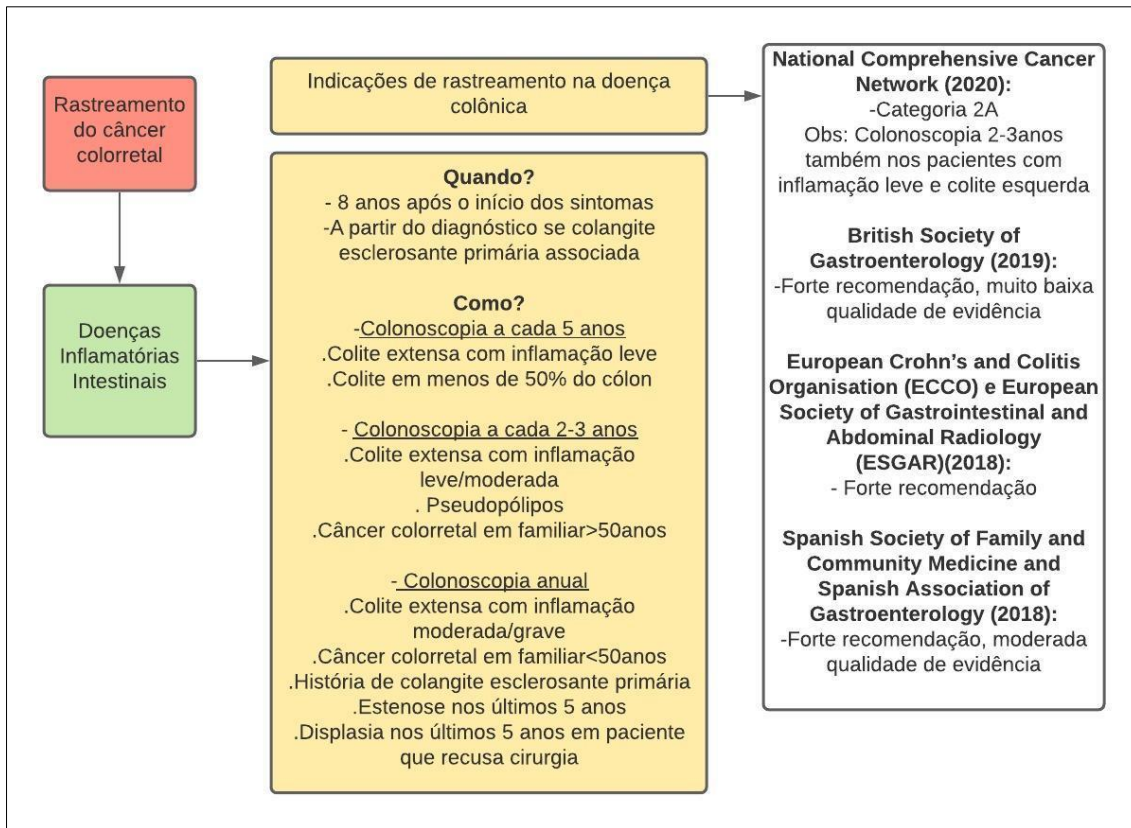 Rastreamento
do câncer
colorretal
Doenças
Inflamatórias
Intestinais
Indicações de rastreamento na doença
colônica
Quando?
- 8 anos após o início dos sintomas
-A partir do diagnóstico se colangite
esclerosante primária associada
Como?
-Colonoscopia a cada 5 anos
.Colite extensa com inflamação leve
.Colite em menos de 50% do cólon
- Colonoscopia a cada 2-3 anos
.Colite extensa com inflamação
leve/moderada
. Pseudopólipos
.Câncer colorretal em familiar>50anos
- Colonoscopia anual
.Colite extensa com inflamação
moderada/grave
.Câncer colorretal em familiar<50anos
.História de colangite esclerosante primária
.Estenose nos últimos 5 anos
.Displasia nos últimos 5 anos em paciente
que recusa cirurgia
National Comprehensive Cancer
Network (2020):
-Categoria 2A
Obs: Colonoscopia 2-3anos
também nos pacientes com
inflamação leve e colite esquerda
British Society of
Gastroenterology (2019):
-Forte recomendação, muito baixa
qualidade de evidência
European Crohn’s and Colitis
Organisation (ECCO) e European
Society of Gastrointestinal and
Abdominal Radiology
(ESGAR)(2018):
- Forte recomendação
Spanish Society of Family and
Community Medicine and
Spanish Association of
Gastroenterology (2018):
-Forte recomendação, moderada
qualidade de evidência